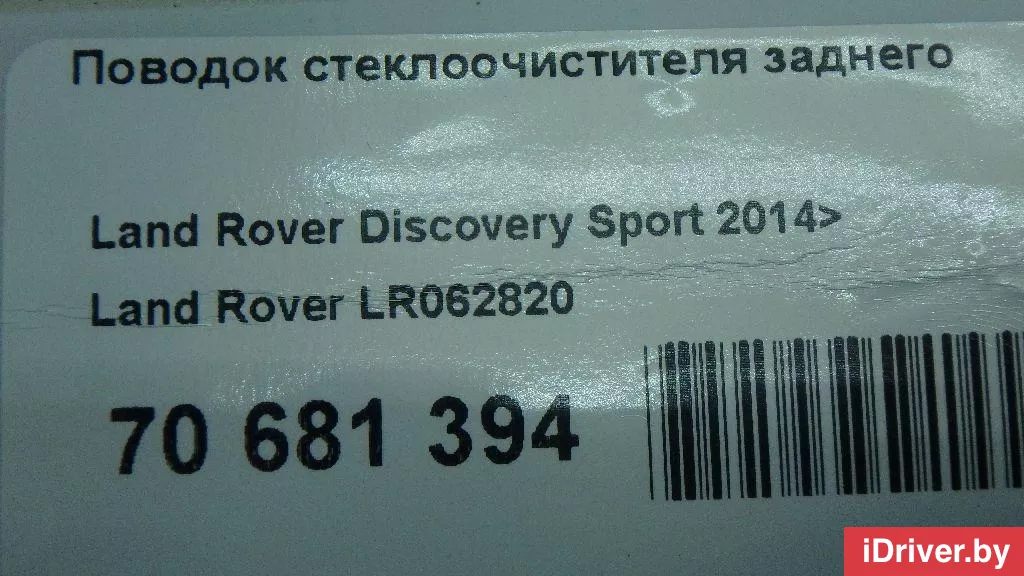 Поводок стеклоочистителя заднего
Land Rover Discovery Sport 2014>
Land Rover LR062820
70 681 394
iDriver.by